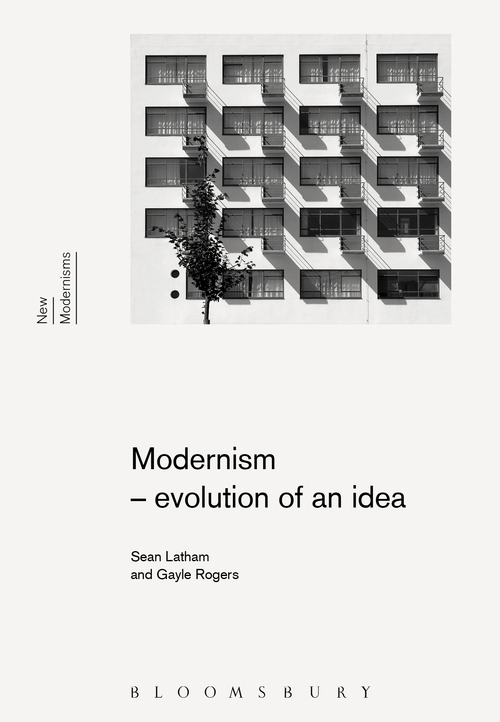 New
Modernisms
Modernism
– evolution of an idea
Sean Latham
and Gayle Rogers
BLOOMSBURY